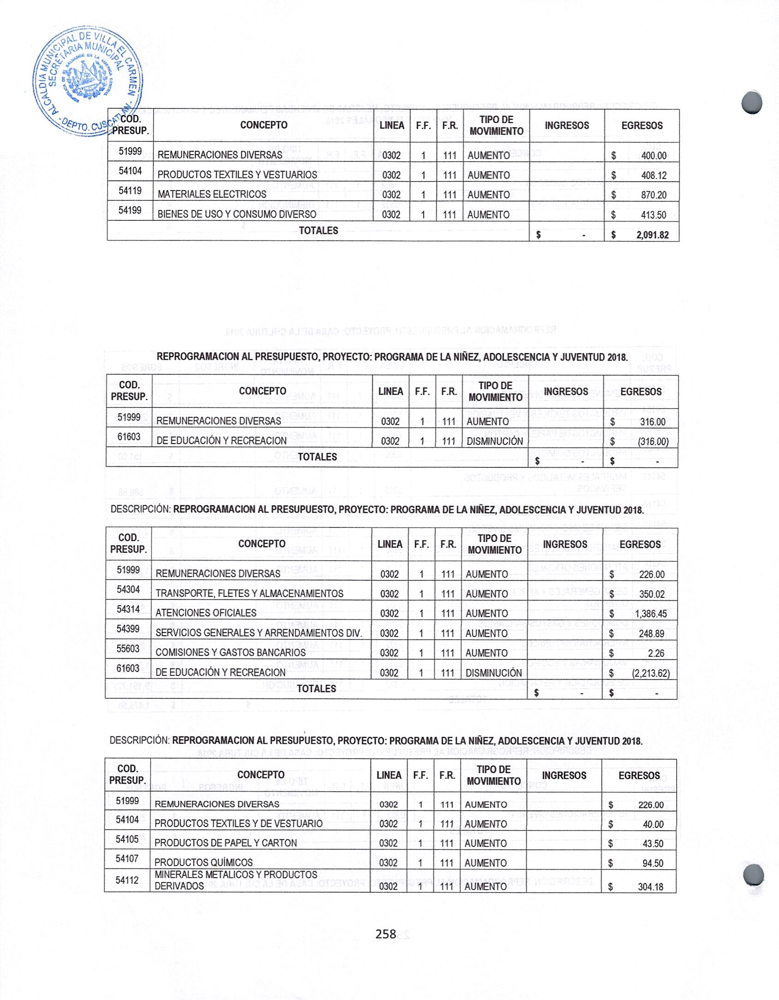 ALCALDIA MUNICIPAL DE VILLA EL CARMEN
SECRETARIA MUNICIPAL
REPUBLICA DE EL SALVADOR EN LA AMERICA CENTRAL
- DEPTO. CUSCATLAN -
COD. PRESUP. CONCEPTO LINEA F.F. F.R. TIPO DE MOVIMIENTO INGRESOS EGRESOS
51999 REMUNERACIONES DIVERSAS 0302 1 111 AUMENTO $ 400.00
54104 PRODUCTOS TEXTILES Y VESTUARIOS 0302 1 111 AUMENTO $ 408.12
54119 MATERIALES ELECTRICOS 0302 1 111 AUMENTO $ 870.20
54199 BIENES DE USO Y CONSUMO DIVERSO 0302 1 111 AUMENTO $ 413.50
TOTALES $ - $ 2,091.82
REPROGRAMACION AL PRESUPUESTO, PROYECTO: PROGRAMA DE LA NIÑEZ, ADOLESCENCIA Y JUVENTUD 2018.
COD. PRESUP. CONCEPTO LINEA F.F. F.R. TIPO DE MOVIMIENTO INGRESOS EGRESOS
51999 REMUNERACIONES DIVERSAS 0302 1 111 AUMENTO $ 316.00
61603 DE EDUCACIÓN Y RECREACION 0302 1 111 DISMINUCIÓN $ (316.00)
TOTALES $ - $ -
DESCRIPCIÓN: REPROGRAMACION AL PRESUPUESTO, PROYECTO: PROGRAMA DE LA NIÑEZ, ADOLESCENCIA Y JUVENTUD 2018.
COD. PRESUP. CONCEPTO LINEA F.F. F.R. TIPO DE MOVIMIENTO INGRESOS EGRESOS
51999 REMUNERACIONES DIVERSAS 0302 1 111 AUMENTO $ 226.00
54304 TRANSPORTE, FLETES Y ALMACENAMIENTOS 0302 1 111 AUMENTO $ 350.02
54314 ATENCIONES OFICIALES 0302 1 111 AUMENTO $ 1,386.45
54399 SERVICIOS GENERALES Y ARRENDAMIENTOS DIV. 0302 1 111 AUMENTO $ 248.89
55603 COMISIONES Y GASTOS BANCARIOS 0302 1 111 AUMENTO $ 2.26
61603 DE EDUCACIÓN Y RECREACION 0302 1 111 DISMINUCIÓN $ (2,213.62)
TOTALES $ - $ -
DESCRIPCIÓN: REPROGRAMACION AL PRESUPUESTO, PROYECTO: PROGRAMA DE LA NIÑEZ, ADOLESCENCIA Y JUVENTUD 2018.
COD. PRESUP. CONCEPTO LINEA F.F. F.R. TIPO DE MOVIMIENTO INGRESOS EGRESOS
51999 REMUNERACIONES DIVERSAS 0302 1 111 AUMENTO $ 226.00
54104 PRODUCTOS TEXTILES Y DE VESTUARIO 0302 1 111 AUMENTO $ 40.00
54105 PRODUCTOS DE PAPEL Y CARTON 0302 1 111 AUMENTO $ 43.50
54107 PRODUCTOS QUÍMICOS 0302 1 111 AUMENTO $ 94.50
54112 MINERALES METALICOS Y PRODUCTOS DERIVADOS 0302 1 111 AUMENTO $ 304.18
258